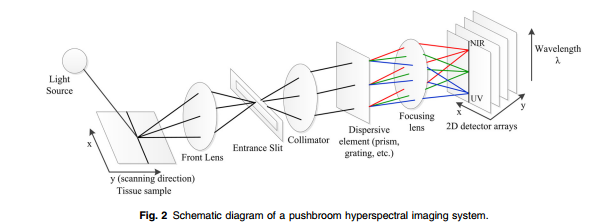 Light
Source
x
y (scanning direction)
Tissue sample
Front Lens
Entrance Slit
Collimator
Dispersive
element (prism,
grating, etc.)
Focusing
lens
NIR
UV
x
y
2D detector arrays
Wavelength
λ
Fig. 2 Schematic diagram of a pushbroom hyperspectral imaging system.